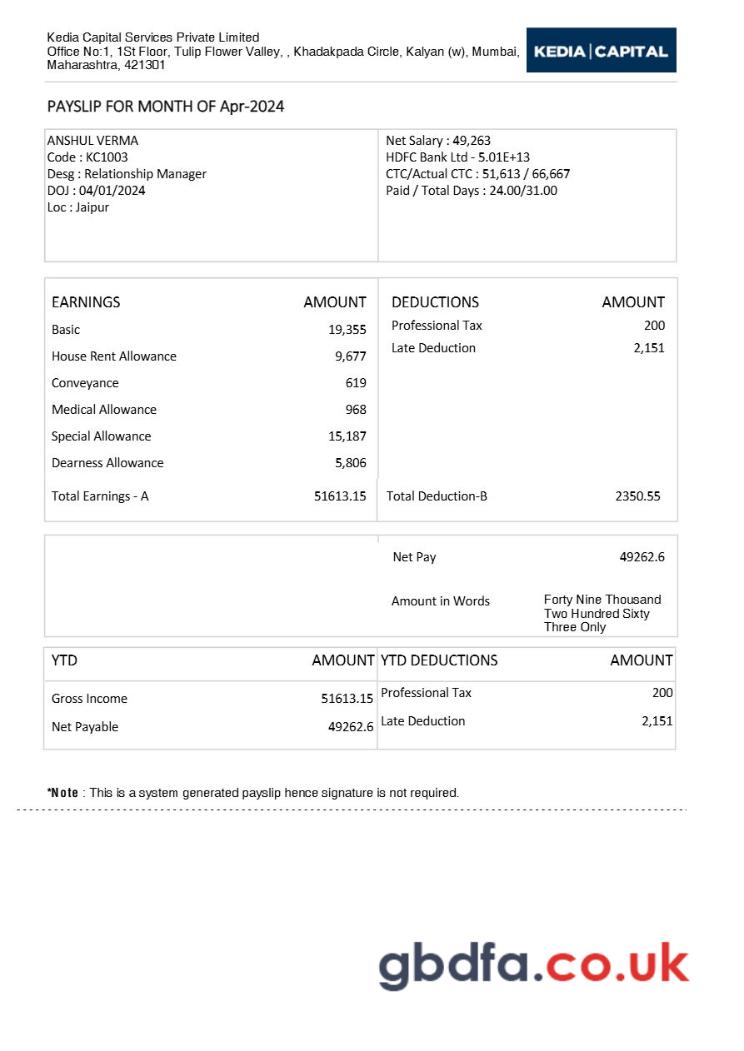 Kedia Capital Services Private Limited
Office No:1, 1St Floor, Tulip Flower Valley, , Khadakpada Circle, Kalyan (w), Mumbai,
Maharashtra, 421301
KEDIA|CAPITAL
PAYSLIP FOR MONTH OF Apr-2024
ANSHUL VERMA
Code : KC1003
Desg : Relationship Manager
DOJ : 04/01/2024
Loc : Jaipur
Net Salary : 49,263
HDFC Bank Ltd - 5.01E+13
CTC/Actual CTC : 51,613 / 66,667
Paid / Total Days : 24.00/31.00
EARNINGS AMOUNT DEDUCTIONS AMOUNT
Basic 19,355 Professional Tax 200
House Rent Allowance 9,677 Late Deduction 2,151
Conveyance 619
Medical Allowance 968
Special Allowance 15,187
Dearness Allowance 5,806
Total Earnings - A 51613.15 Total Deduction-B 2350.55
Net Pay 49262.6
Amount in Words Forty Nine Thousand
Two Hundred Sixty
Three Only
YTD AMOUNT YTD DEDUCTIONS AMOUNT
Gross Income 51613.15 Professional Tax 200
Net Payable 49262.6 Late Deduction 2,151
*Note : This is a system generated payslip hence signature is not required.
gbdfa.co.uk